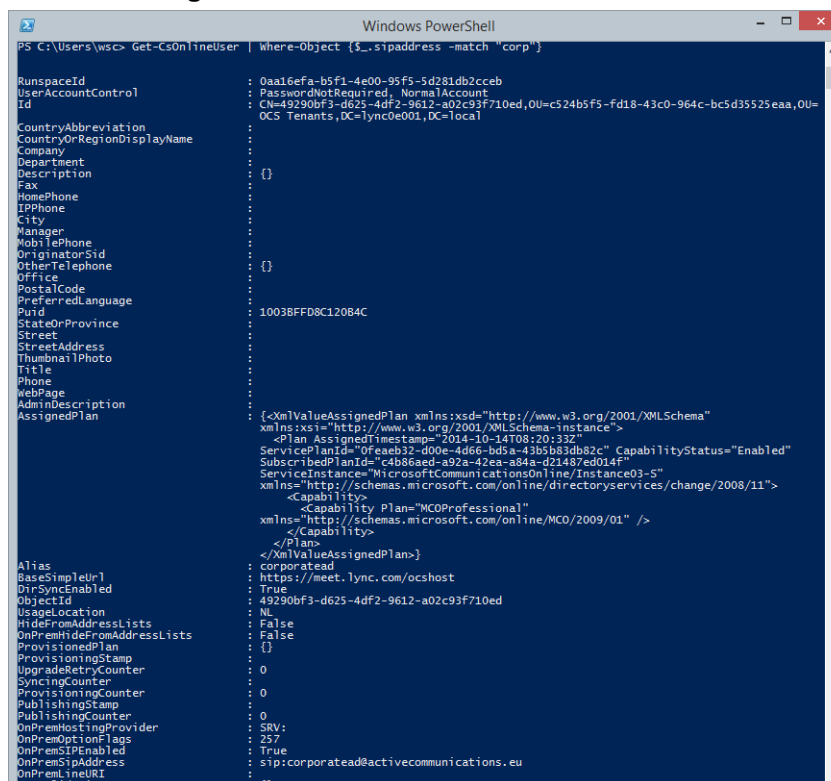 Windows PowerShell
PS C:\Users\wsc> Get-CsOnlineUser | Where-Object {$_.sipaddress -match "corp"}
RunspaceId : 0aa16efa-b5f1-4e00-95f5-5d281db2cceb
UserAccountControl : PasswordNotRequired, NormalAccount
Id : CN=49290bf3-d625-4df2-9612-a02c93f710ed,OU=c524b5f5-fd18-43c0-964c-bc5d35525eaa,OU=
OCS Tenants,DC=lync0e001,DC=local
CountryAbbreviation :
CountryOrRegionDisplayName :
Company :
Department :
Description : {}
Fax :
HomePhone :
IPPhone :
City :
Manager :
MobilePhone :
OriginatorSid :
OtherTelephone : {}
Office :
PostalCode :
PreferredLanguage :
Puid : 1003BFFD8C120B4C
StateOrProvince :
Street :
StreetAddress :
ThumbnailPhoto :
Title :
Phone :
WebPage :
AdminDescription :
AssignedPlan : {<XmlValueAssignedPlan xmlns:xsd="http://www.w3.org/2001/XMLSchema"
xmlns:xsi="http://www.w3.org/2001/XMLSchema-instance">
<Plan AssignedTimestamp="2014-10-14T08:20:33Z"
ServicePlanId="0feaeb32-d00e-4d66-bd5a-43b5b83db82c" CapabilityStatus="Enabled"
SubscribedPlanId="c4b86aed-a92a-42ea-a84a-d21487ed014f"
ServiceInstance="MicrosoftCommunicationsOnline/Instance03-S"
xmlns="http://schemas.microsoft.com/online/directoryservices/change/2008/11">
<Capability>
<Capability Plan="MCOProfessional"
xmlns="http://schemas.microsoft.com/online/MCO/2009/01" />
</Capability>
</Plan>
</XmlValueAssignedPlan>}
Alias : corporatead
BaseSimpleUrl : https://meet.lync.com/ocshost
DirSyncEnabled : True
ObjectId : 49290bf3-d625-4df2-9612-a02c93f710ed
UsageLocation : NL
HideFromAddressLists : False
OnPremHideFromAddressLists : False
ProvisionedPlan : {}
ProvisioningStamp :
UpgradeRetryCounter : 0
SyncingCounter :
ProvisioningCounter : 0
PublishingStamp :
PublishingCounter : 0
OnPremHostingProvider : SRV:
OnPremOptionFlags : 257
OnPremSIPEnabled : True
OnPremSipAddress : sip:corporatead@activecommunications.eu
OnPremLineURI :